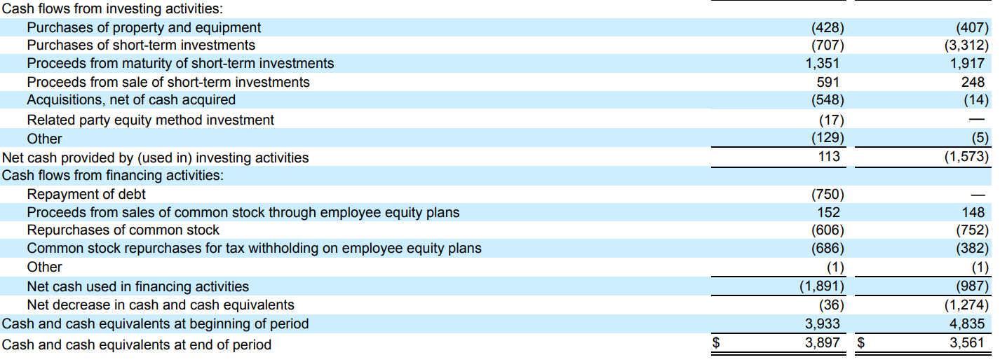 Cash flows from investing activities:
Purchases of property and equipment (428) (407)
Purchases of short-term investments (707) (3,312)
Proceeds from maturity of short-term investments 1,351 1,917
Proceeds from sale of short-term investments 591 248
Acquisitions, net of cash acquired (548) (14)
Related party equity method investment (17) —
Other (129) (5)
Net cash provided by (used in) investing activities 113 (1,573)
Cash flows from financing activities:
Repayment of debt (750) —
Proceeds from sales of common stock through employee equity plans 152 148
Repurchases of common stock (606) (752)
Common stock repurchases for tax withholding on employee equity plans (686) (382)
Other (1) (1)
Net cash used in financing activities (1,891) (987)
Net decrease in cash and cash equivalents (36) (1,274)
Cash and cash equivalents at beginning of period 3,933 4,835
Cash and cash equivalents at end of period $ 3,897 $ 3,561